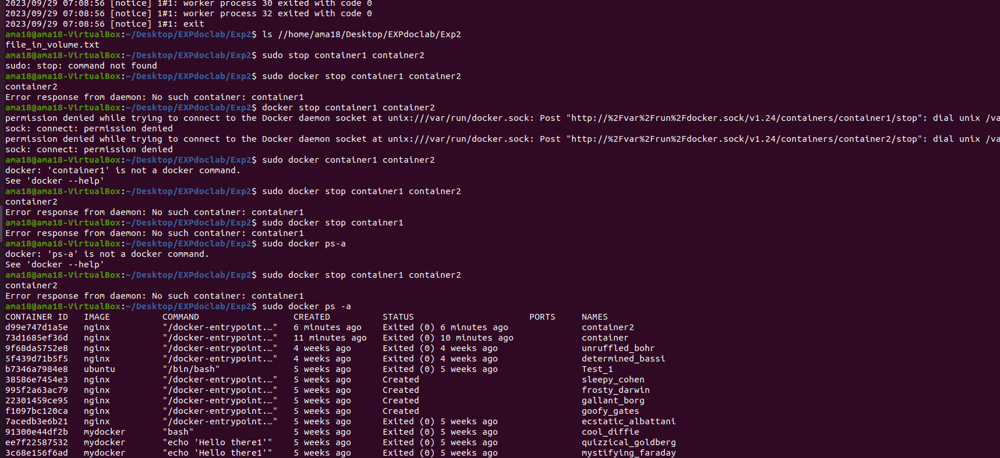 2023/09/29 07:08:56 [notice] 1#1: worker process 30 exited with code 0
2023/09/29 07:08:56 [notice] 1#1: worker process 32 exited with code 0
2023/09/29 07:08:56 [notice] 1#1: exit
ama18@ama18-VirtualBox:~/Desktop/EXPdoclab/Exp2$ ls //home/ama18/Desktop/EXPdoclab/Exp2
file_in_volume.txt
ama18@ama18-VirtualBox:~/Desktop/EXPdoclab/Exp2$ sudo stop container1 container2
sudo: stop: command not found
ama18@ama18-VirtualBox:~/Desktop/EXPdoclab/Exp2$ sudo docker stop container1 container2
container2
Error response from daemon: No such container: container1
ama18@ama18-VirtualBox:~/Desktop/EXPdoclab/Exp2$ docker stop container1 container2
permission denied while trying to connect to the Docker daemon socket at unix:///var/run/docker.sock: Post "http://%2Fvar%2Frun%2Fdocker.sock/v1.24/containers/container1/stop": dial unix /va
sock: connect: permission denied
permission denied while trying to connect to the Docker daemon socket at unix:///var/run/docker.sock: Post "http://%2Fvar%2Frun%2Fdocker.sock/v1.24/containers/container2/stop": dial unix /va
sock: connect: permission denied
ama18@ama18-VirtualBox:~/Desktop/EXPdoclab/Exp2$ sudo docker container1 container2
docker: 'container1' is not a docker command.
See 'docker --help'
ama18@ama18-VirtualBox:~/Desktop/EXPdoclab/Exp2$ sudo docker stop container1 container2
container2
Error response from daemon: No such container: container1
ama18@ama18-VirtualBox:~/Desktop/EXPdoclab/Exp2$ sudo docker stop container1
Error response from daemon: No such container: container1
ama18@ama18-VirtualBox:~/Desktop/EXPdoclab/Exp2$ sudo docker ps-a
docker: 'ps-a' is not a docker command.
See 'docker --help'
ama18@ama18-VirtualBox:~/Desktop/EXPdoclab/Exp2$ sudo docker stop container1 container2
container2
Error response from daemon: No such container: container1
ama18@ama18-VirtualBox:~/Desktop/EXPdoclab/Exp2$ sudo docker ps -a
CONTAINER ID   IMAGE          COMMAND                  CREATED          STATUS                      PORTS     NAMES
d99e747d1a5e   nginx          "/docker-entrypoint.…"   6 minutes ago    Exited (0) 6 minutes ago              container2
73d1685ef36d   nginx          "/docker-entrypoint.…"   11 minutes ago   Exited (0) 10 minutes ago             container
9f68da5752e8   nginx          "/docker-entrypoint.…"   4 weeks ago      Exited (0) 4 weeks ago                unruffled_bohr
5f439d71b5f5   nginx          "/docker-entrypoint.…"   4 weeks ago      Exited (0) 4 weeks ago                determined_bassi
b7346a7984e8   ubuntu         "/bin/bash"              5 weeks ago      Exited (0) 5 weeks ago                Test_1
38586e7454e3   nginx          "/docker-entrypoint.…"   5 weeks ago      Created                               sleepy_cohen
995f2a63ac79   nginx          "/docker-entrypoint.…"   5 weeks ago      Created                               frosty_darwin
22301459ce95   nginx          "/docker-entrypoint.…"   5 weeks ago      Created                               gallant_borg
f1097bc120ca   nginx          "/docker-entrypoint.…"   5 weeks ago      Created                               goofy_gates
7acedb3e6b21   nginx          "/docker-entrypoint.…"   5 weeks ago      Exited (0) 5 weeks ago                ecstatic_albattani
91300e44df2b   mydocker       "bash"                   5 weeks ago      Exited (0) 5 weeks ago                cool_diffie
ee7f22587532   mydocker       "echo 'Hello there1'"    5 weeks ago      Exited (0) 5 weeks ago                quizzical_goldberg
3c68e156f6ad   mydocker       "echo 'Hello there1'"    5 weeks ago      Exited (0) 5 weeks ago                mystifying_faraday